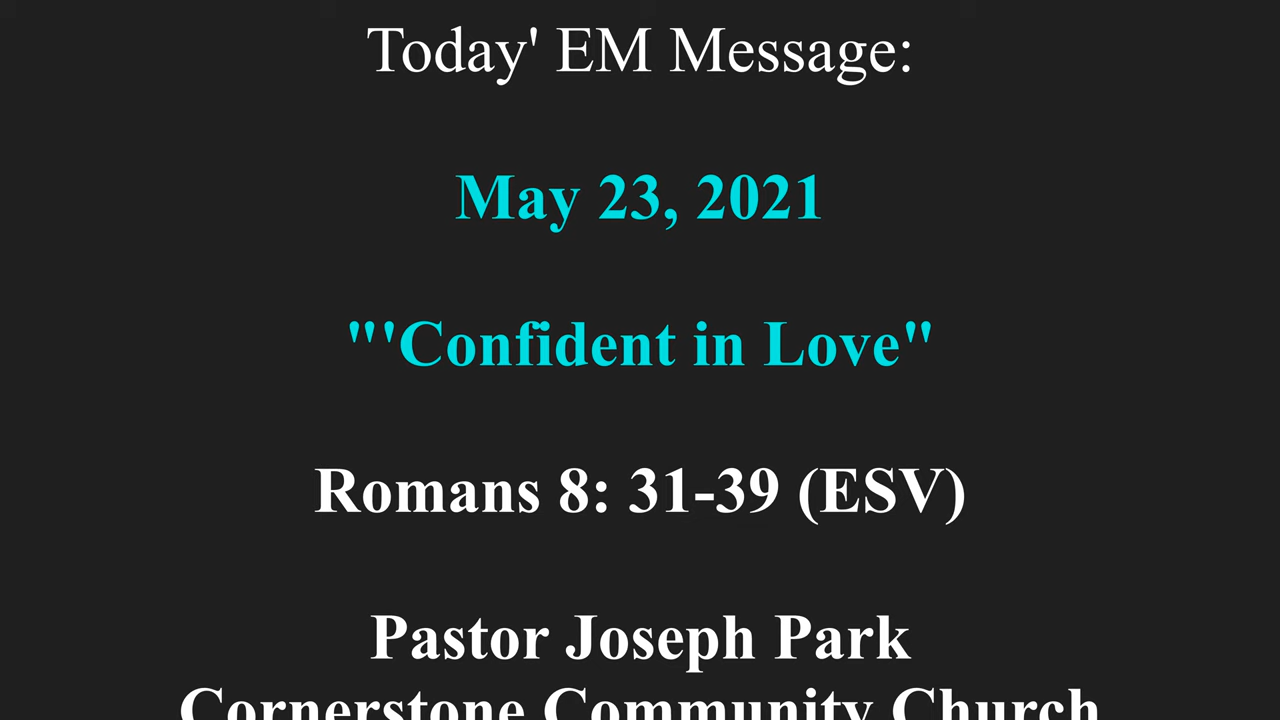 Today' EM Message:
May 23, 2021
"'Confident in Love"
Romans 8: 31-39 (ESV)
Pastor Joseph Park
Cornerstone Community Church